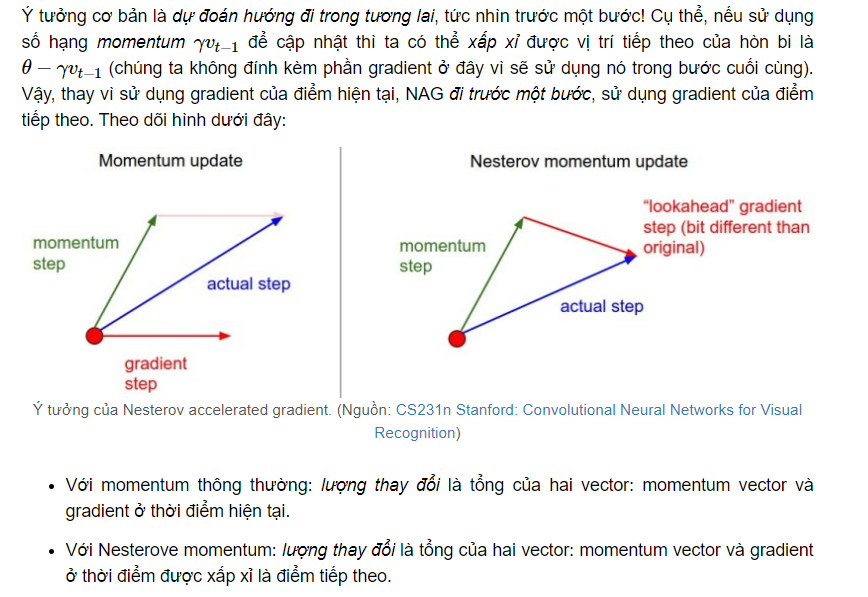 Ý tưởng cơ bản là dự đoán hướng đi trong tương lai, tức nhìn trước một bước! Cụ thể, nếu sử dụng
số hạng momentum γvₜ₋₁ để cập nhật thì ta có thể xấp xỉ được vị trí tiếp theo của hòn bi là
θ − γvₜ₋₁ (chúng ta không đính kèm phần gradient ở đây vì sẽ sử dụng nó trong bước cuối cùng).
Vậy, thay vì sử dụng gradient của điểm hiện tại, NAG đi trước một bước, sử dụng gradient của điểm
tiếp theo. Theo dõi hình dưới đây:
Momentum update
momentum
step
actual step
gradient
step
Nesterov momentum update
momentum
step
"lookahead" gradient
step (bit different than
original)
actual step
Ý tưởng của Nesterov accelerated gradient. (Nguồn: CS231n Stanford: Convolutional Neural Networks for Visual
Recognition)
• Với momentum thông thường: lượng thay đổi là tổng của hai vector: momentum vector và
gradient ở thời điểm hiện tại.
• Với Nesterove momentum: lượng thay đổi là tổng của hai vector: momentum vector và gradient
ở thời điểm được xấp xỉ là điểm tiếp theo.